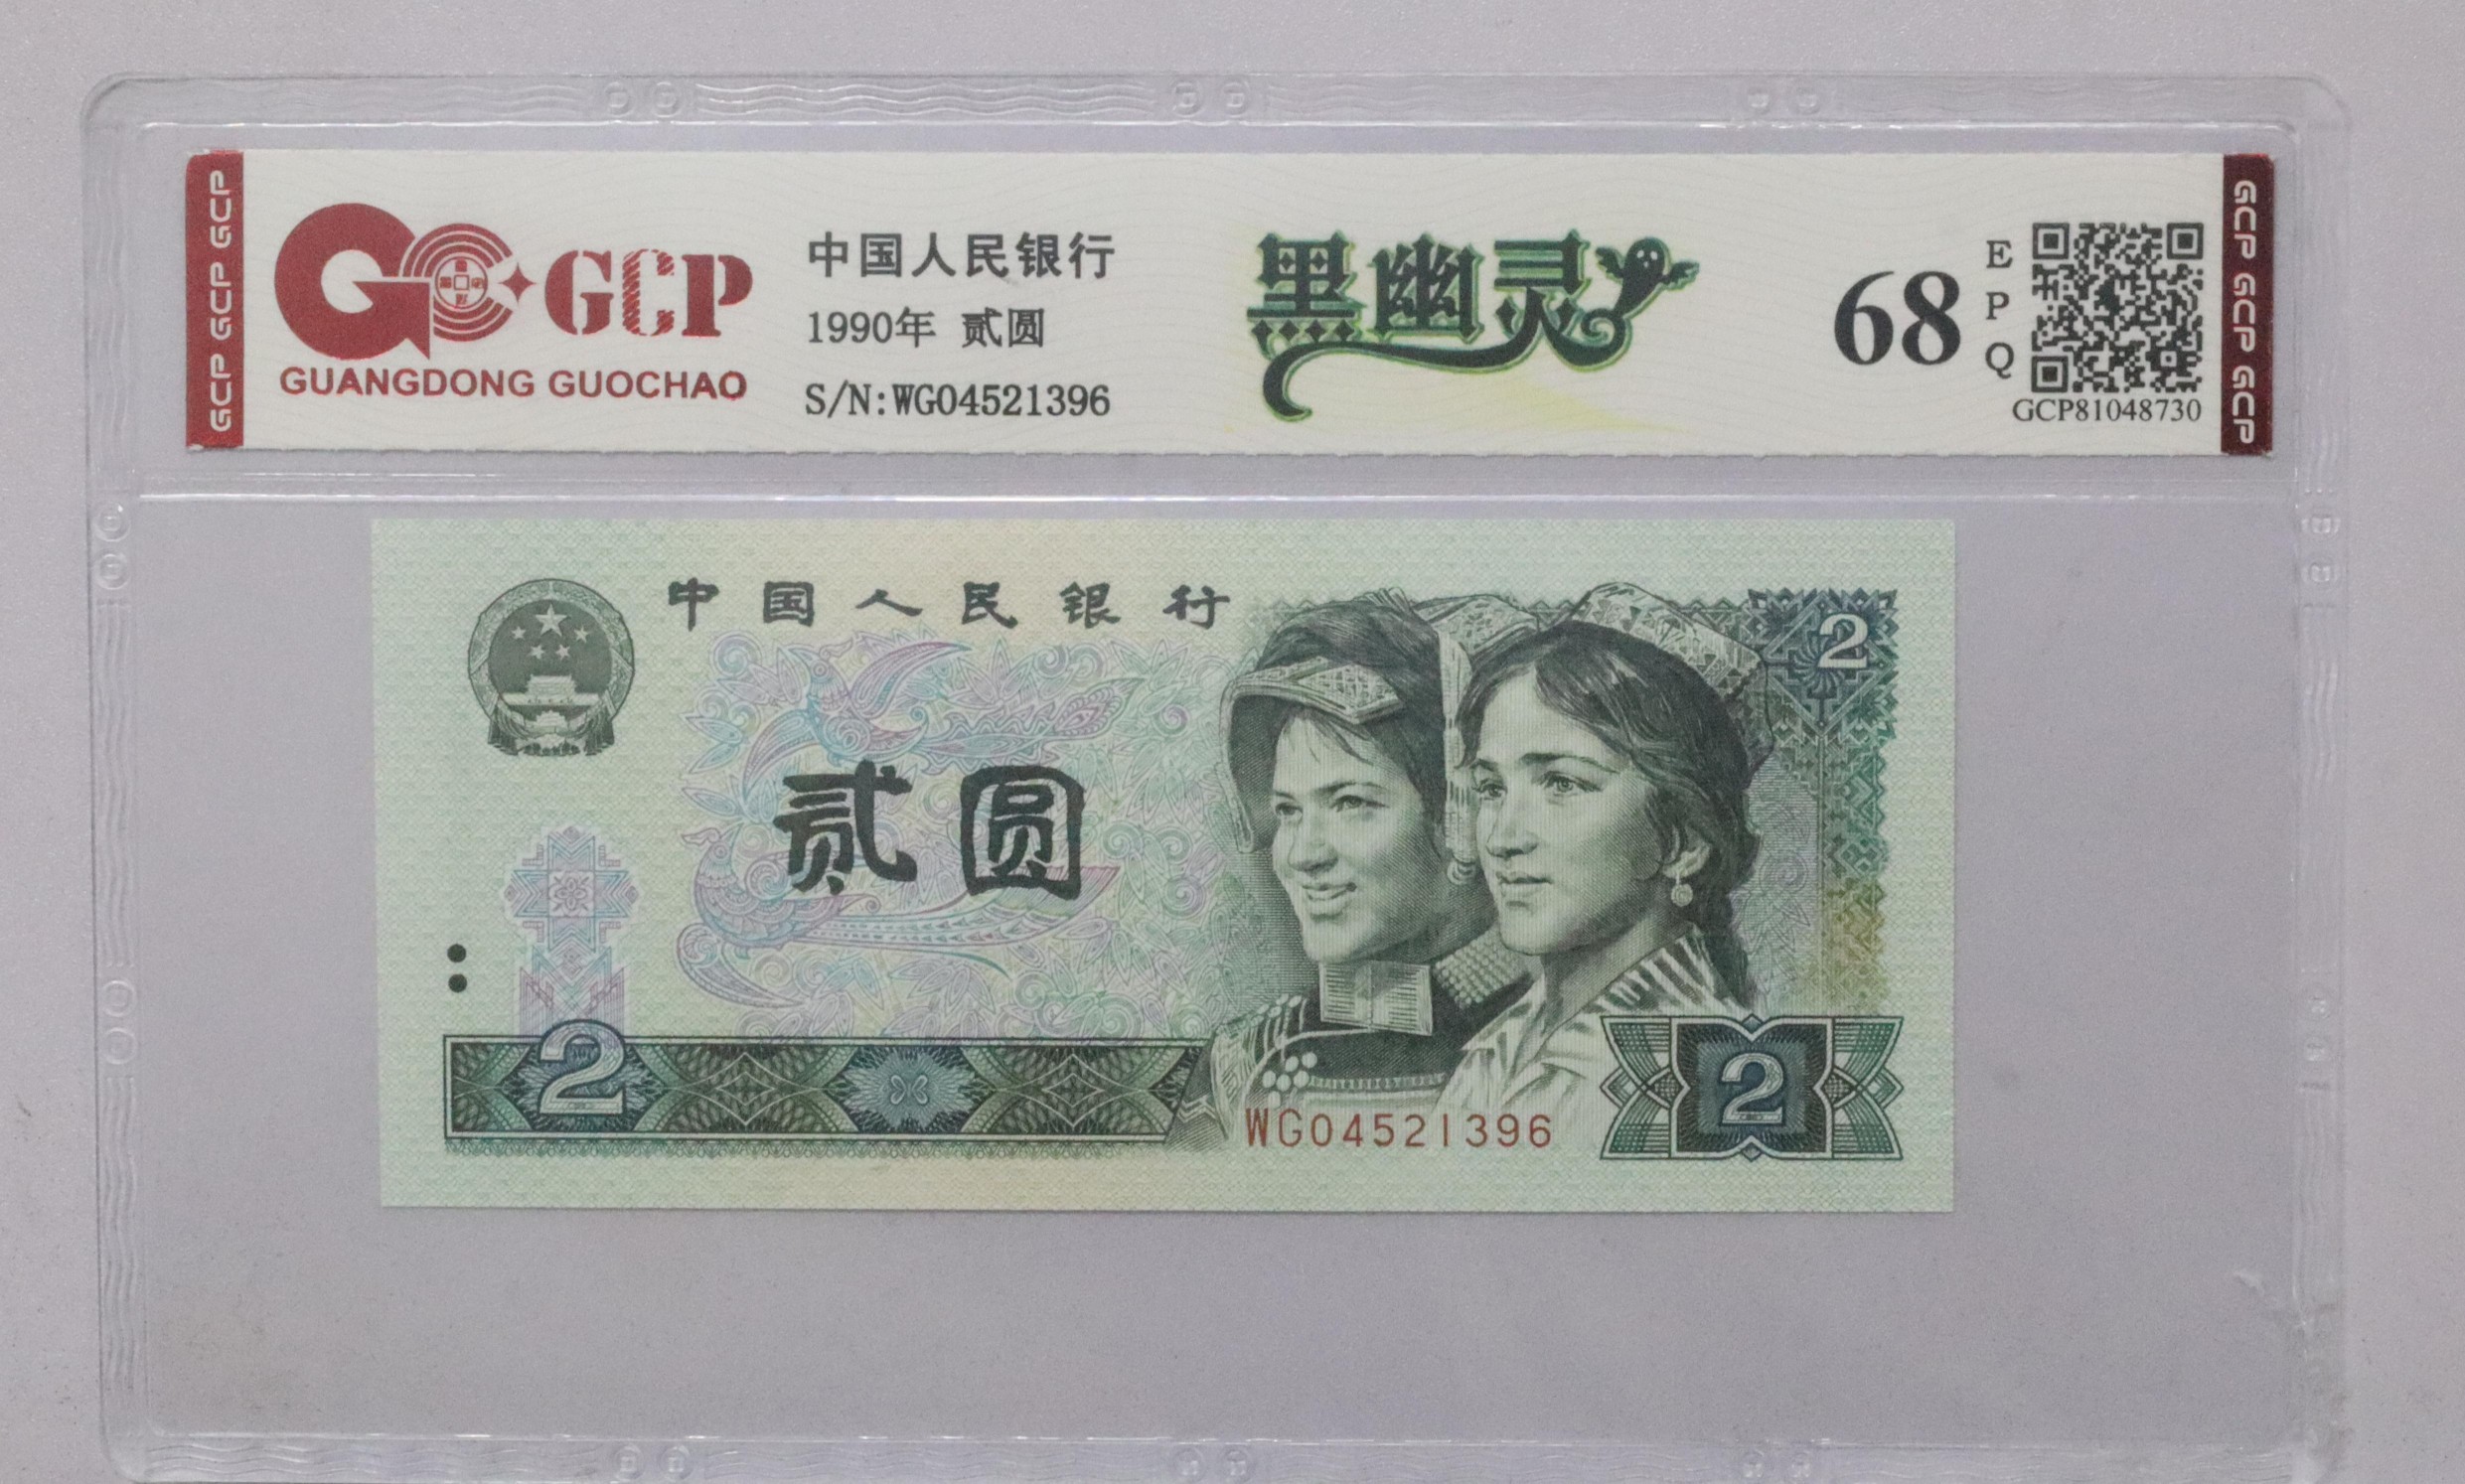 GCP GCP GCP GCP
GCP
GUANGDONG GUOCHAO
中国人民银行
1990年 贰圆
S/N:WG04521396
黑幽灵
68
E
P
Q
GCP81048730
GCP GCP GCP GCP
中国人民银行
2
贰圆
2
WG04521396
2